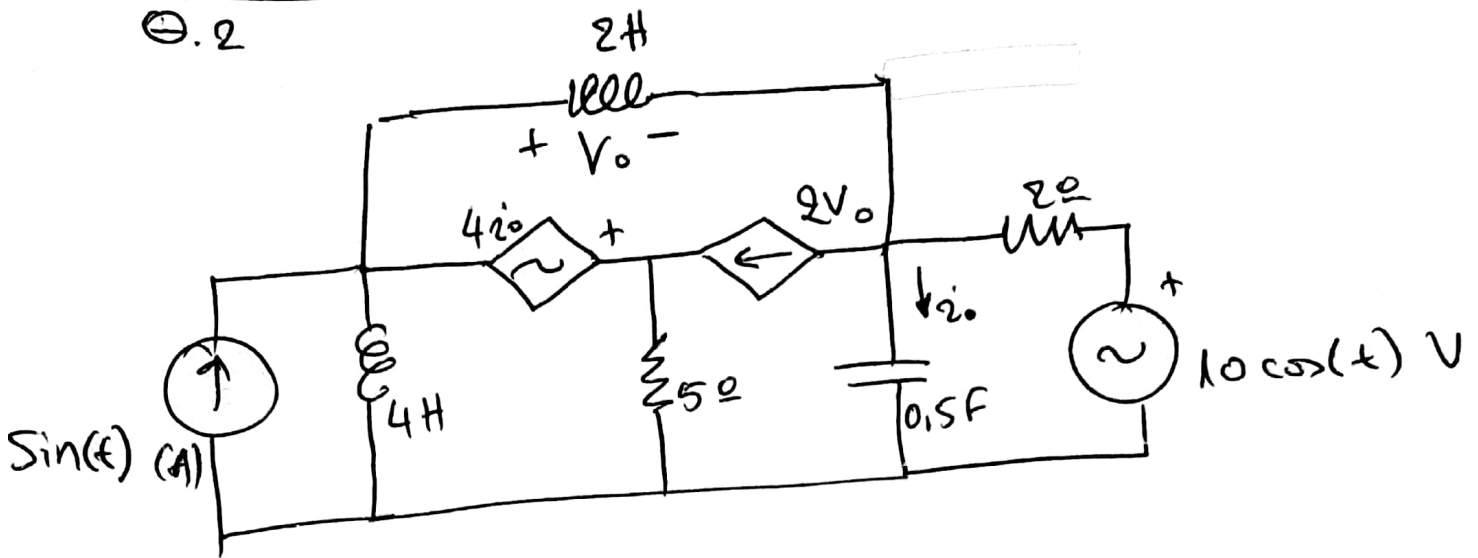 Θ.2
2H
+ V₀ −
4i₀
+
2V₀
2Ω
i₀
+
10 cos(t) V
4H
5Ω
0,5F
Sin(t) (A)